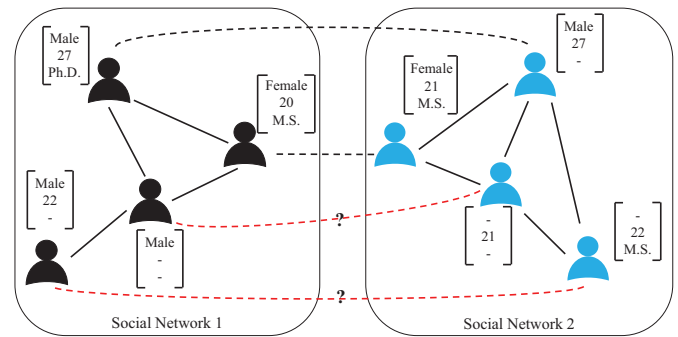 Male
27
Ph.D.
Female
20
M.S.
Male
22
-
Male
-
-
?
?
Social Network 1
Male
27
-
Female
21
M.S.
-
21
-
-
22
M.S.
Social Network 2